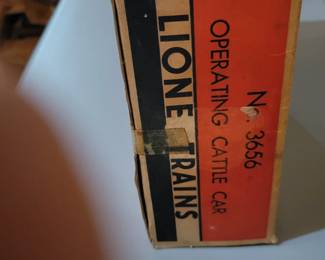 No. 3656
OPERATING CATTLE CAR
LIONE TRAINS